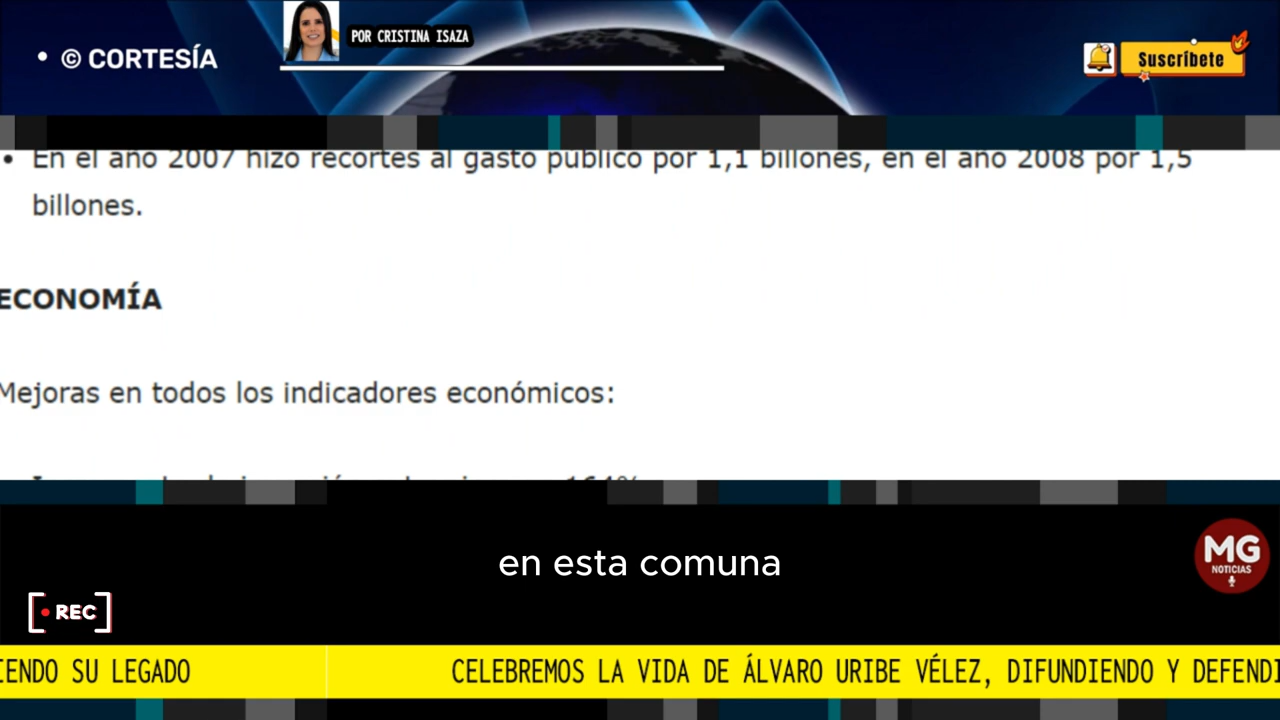 • © CORTESÍA
POR CRISTINA ISAZA
Suscríbete
• En el año 2007 hizo recortes al gasto público por 1,1 billones, en el año 2008 por 1,5
billones.
ECONOMÍA
Mejoras en todos los indicadores económicos:
en esta comuna
MG
NOTICIAS
REC
IENDO SU LEGADO
CELEBREMOS LA VIDA DE ÁLVARO URIBE VÉLEZ, DIFUNDIENDO Y DEFENDI